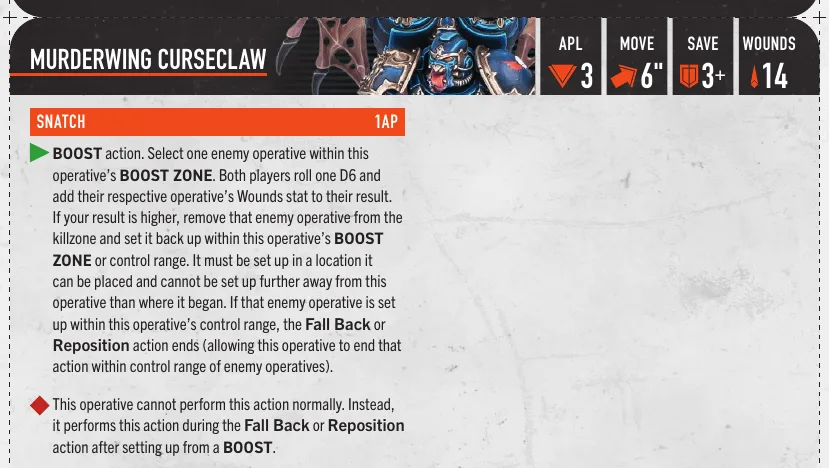 MURDERWING CURSECLAW
APL
3
MOVE
6"
SAVE
3+
WOUNDS
14
SNATCH 1AP
BOOST action. Select one enemy operative within this
operative's BOOST ZONE. Both players roll one D6 and
add their respective operative's Wounds stat to their result.
If your result is higher, remove that enemy operative from the
killzone and set it back up within this operative's BOOST
ZONE or control range. It must be set up in a location it
can be placed and cannot be set up further away from this
operative than where it began. If that enemy operative is set
up within this operative's control range, the Fall Back or
Reposition action ends (allowing this operative to end that
action within control range of enemy operatives).
This operative cannot perform this action normally. Instead,
it performs this action during the Fall Back or Reposition
action after setting up from a BOOST.